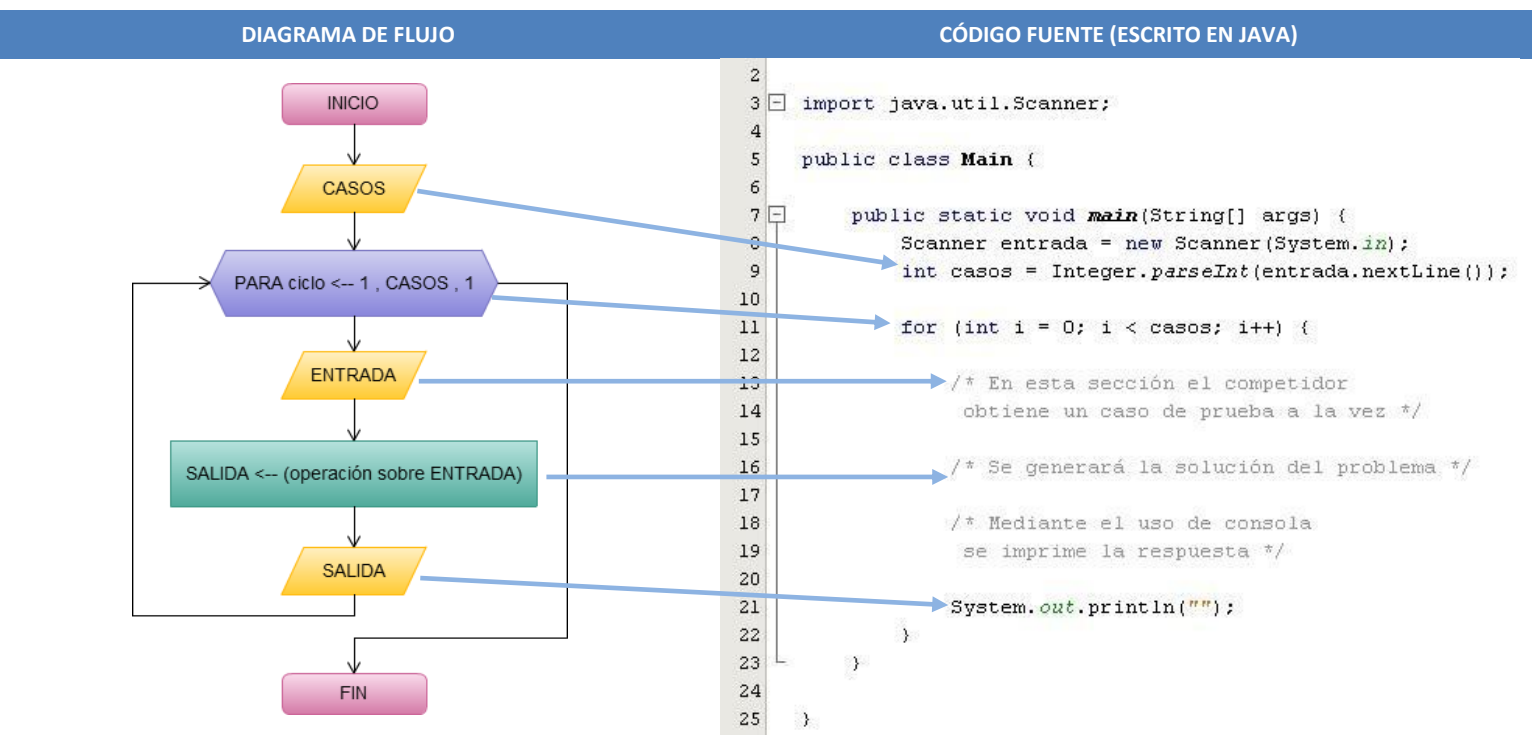 DIAGRAMA DE FLUJO
INICIO
CASOS
PARA ciclo <-- 1 , CASOS , 1
ENTRADA
SALIDA <-- (operación sobre ENTRADA)
SALIDA
FIN
CÓDIGO FUENTE (ESCRITO EN JAVA)
2
3 import java.util.Scanner;
4
5 public class Main {
6
7 public static void main(String[] args) {
8 Scanner entrada = new Scanner(System.in);
9 int casos = Integer.parseInt(entrada.nextLine());
10
11 for (int i = 0; i < casos; i++) {
12
13 /* En esta sección el competidor
14 obtiene un caso de prueba a la vez */
15
16 /* Se generará la solución del problema */
17
18 /* Mediante el uso de consola
19 se imprime la respuesta */
20
21 System.out.println("");
22 }
23 }
24
25 }